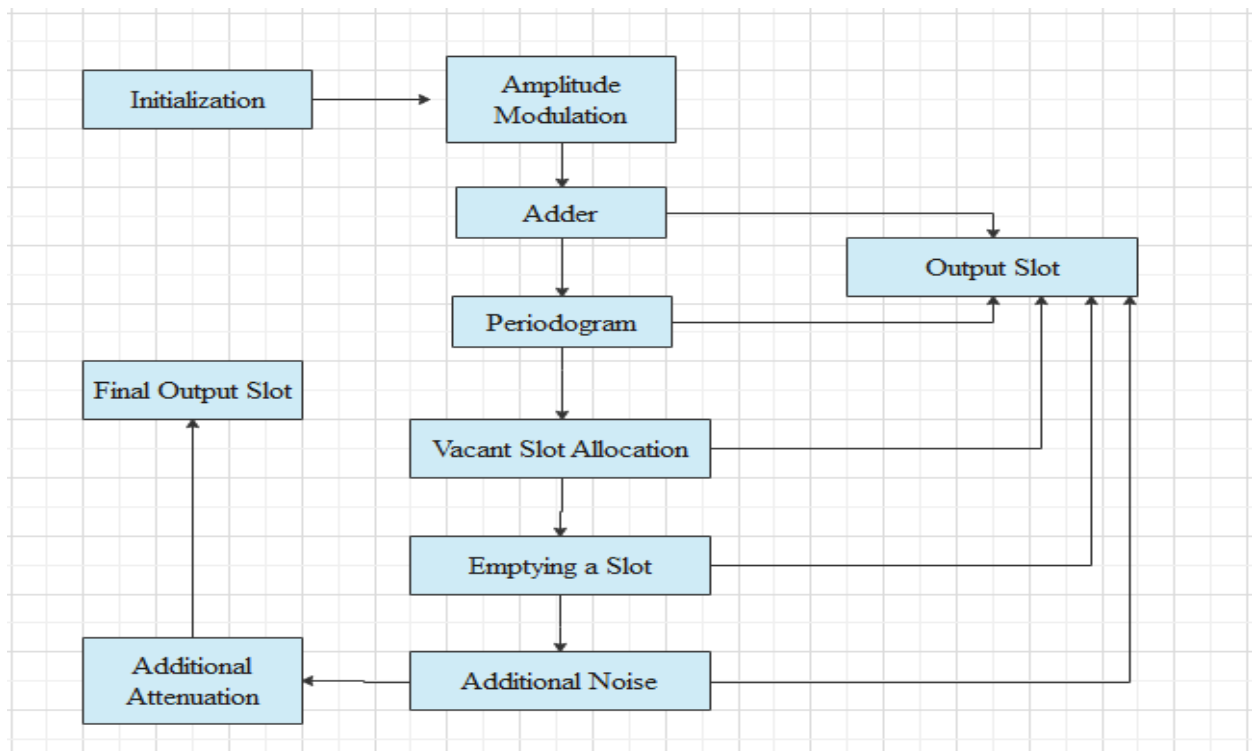 Initialization
Amplitude
Modulation
Adder
Output Slot
Periodogram
Final Output Slot
Vacant Slot Allocation
Emptying a Slot
Additional
Attenuation
Additional Noise